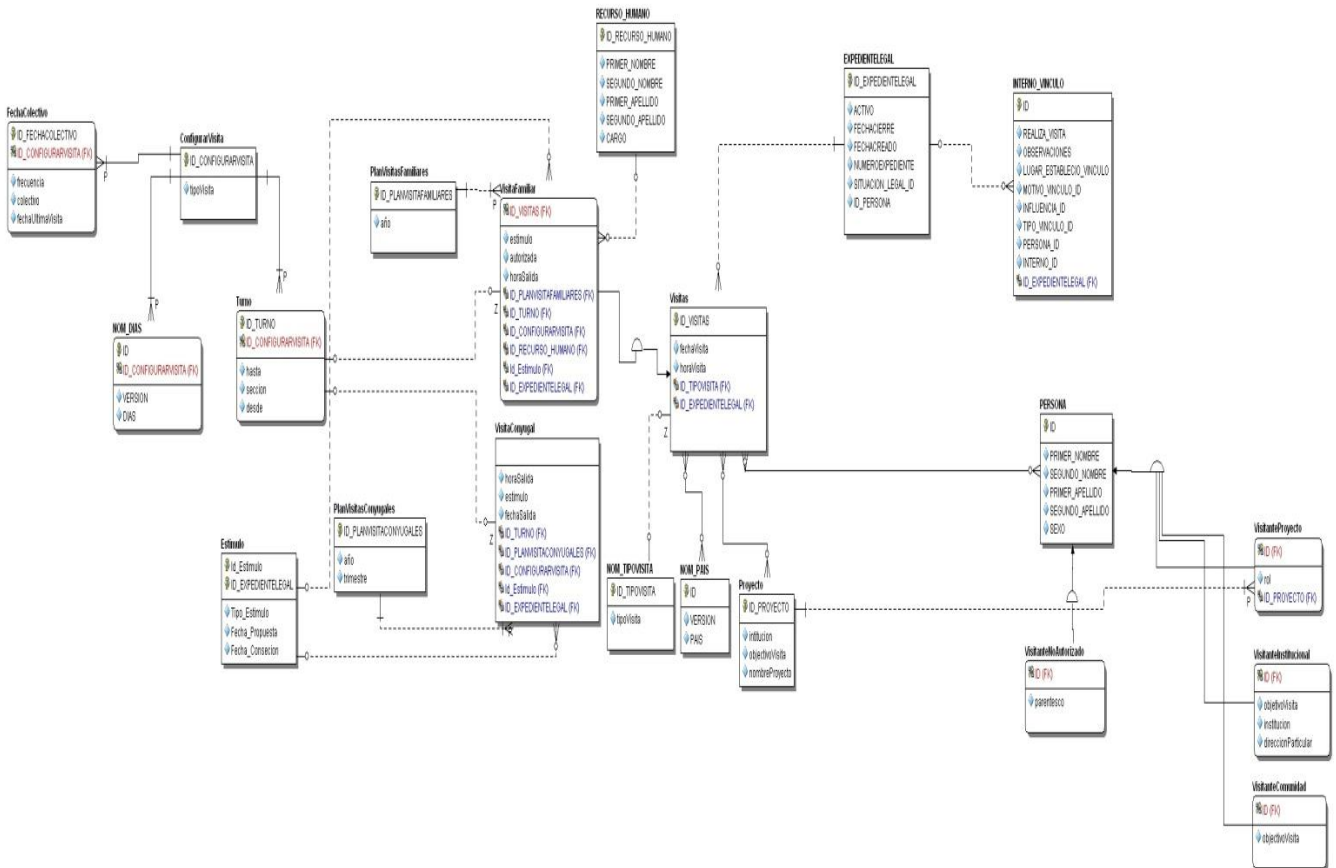 RECURSO_HUMANO
ID_RECURSO_HUMANO
PRIMER_NOMBRE
SEGUNDO_NOMBRE
PRIMER_APELLIDO
SEGUNDO_APELLIDO
CARGO
EXPEDIENTELEGAL
ID_EXPEDIENTELEGAL
ACTIVO
FECHACIERRE
FECHACREADO
NUMEROEXPEDIENTE
SITUACION_LEGAL_ID
ID_PERSONA
INTERNO_VINCULO
ID
REALIZA_VISITA
OBSERVACIONES
LUGAR_ESTABLECIO_VINCULO
MOTIVO_VINCULO_ID
INFLUENCIA_ID
TIPO_VINCULO_ID
PERSONA_ID
INTERNO_ID
ID_EXPEDIENTELEGAL (FK)
FechaColectivo
ID_FECHACOLECTIVO
ID_CONFIGURARVISITA (FK)
frecuencia
colectivo
fechaUltimaVisita
P
ConfigurarVisita
ID_CONFIGURARVISITA
tipoVisita
P
P
PlanVisitasFamiliares
ID_PLANVISITAFAMILIARES
año
P
VisitaFamiliar
ID_VISITAS (FK)
estimulo
autorizada
horaSalida
ID_PLANVISITAFAMILIARES (FK)
ID_TURNO (FK)
ID_CONFIGURARVISITA (FK)
ID_RECURSO_HUMANO (FK)
Id_Estimulo (FK)
ID_EXPEDIENTELEGAL (FK)
Z
NOM_DIAS
ID
ID_CONFIGURARVISITA (FK)
VERSION
DIAS
Turno
ID_TURNO
ID_CONFIGURARVISITA (FK)
hasta
seccion
desde
Visitas
ID_VISITAS
fechaVisita
horaVisita
ID_TIPOVISITA (FK)
ID_EXPEDIENTELEGAL (FK)
Z
VisitaConyugal
horaSalida
estimulo
fechaSalida
ID_TURNO (FK)
ID_PLANVISITACONYUGALES (FK)
ID_CONFIGURARVISITA (FK)
Id_Estimulo (FK)
ID_EXPEDIENTELEGAL (FK)
Z
PlanVisitasConyugales
ID_PLANVISITACONYUGALES
año
trimestre
Estimulo
Id_Estimulo
ID_EXPEDIENTELEGAL
Tipo_Estimulo
Fecha_Propuesta
Fecha_Consecion
NOM_TIPOVISITA
ID_TIPOVISITA
tipoVisita
NOM_PAIS
ID
VERSION
PAIS
Proyecto
ID_PROYECTO
intitucion
objectivoVisita
nombreProyecto
PERSONA
ID
PRIMER_NOMBRE
SEGUNDO_NOMBRE
PRIMER_APELLIDO
SEGUNDO_APELLIDO
SEXO
VisitanteNoAutorizado
ID (FK)
parentesco
VisitanteProyecto
ID (FK)
rol
ID_PROYECTO (FK)
P
VisitanteInstitucional
ID (FK)
objetivoVisita
institucion
direccionParticular
VisitanteComunidad
ID (FK)
objectivoVisita